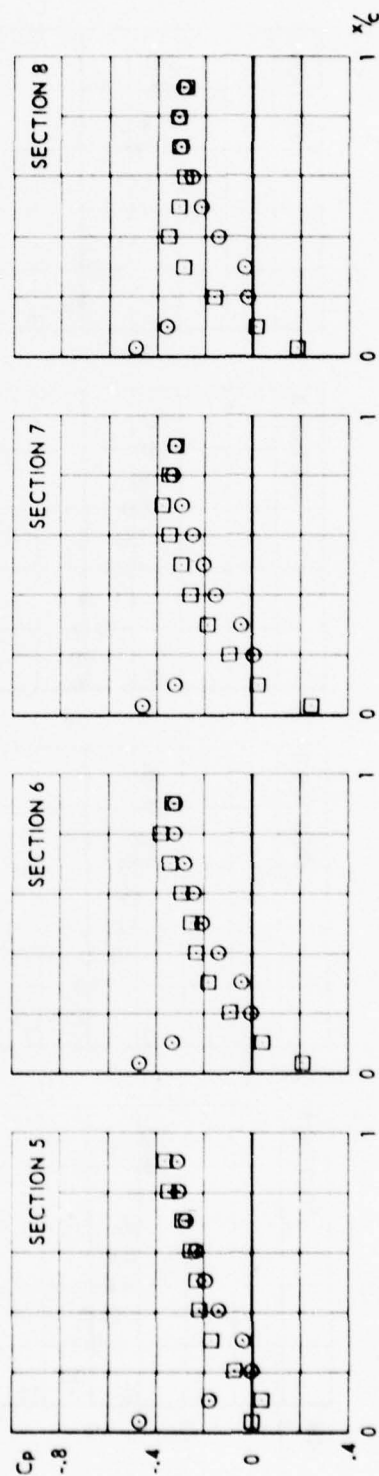 SECTION 5
SECTION 6
SECTION 7
SECTION 8
Cp
-.8
-.4
0
.4
0
1
0
1
0
1
0
1
x/c